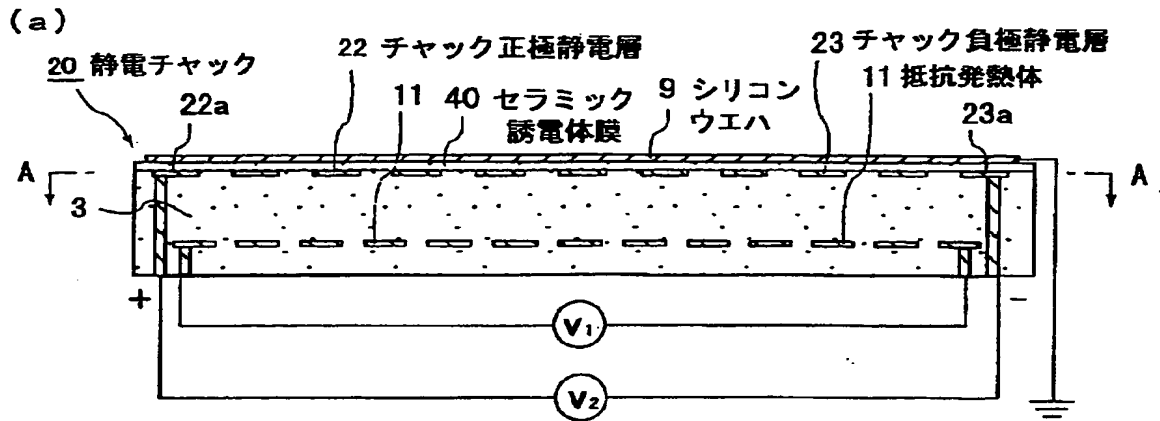 (a)
22 チャック正極静電層
23 チャック負極静電層
20 静電チャック
11 抵抗発熱体
22a
11
40 セラミック
誘電体膜
9 シリコン
ウエハ
23a
A
A
3
+
-
V1
V2